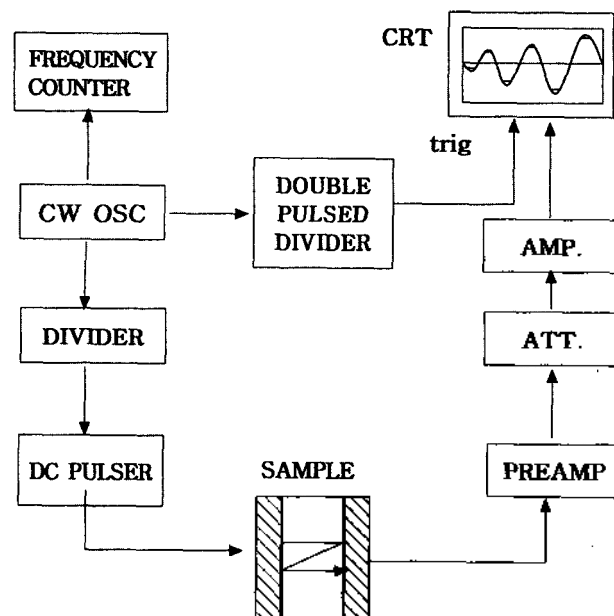 FREQUENCY
COUNTER
CRT
trig
CW OSC
DOUBLE
PULSED
DIVIDER
AMP.
DIVIDER
ATT.
DC PULSER
SAMPLE
PREAMP